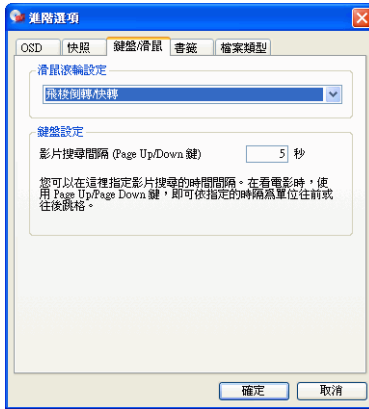 進階選項
OSD 快照 鍵盤/滑鼠 書籤 檔案類型
滑鼠滾輪設定
飛梭倒轉/快轉
鍵盤設定
影片搜尋間隔 (Page Up/Down 鍵) 5 秒
您可以在這裡指定影片搜尋的時間間隔。在看電影時，使
用 Page Up/Page Down 鍵，即可依指定的時隔為單位往前或
往後跳格。
確定 取消